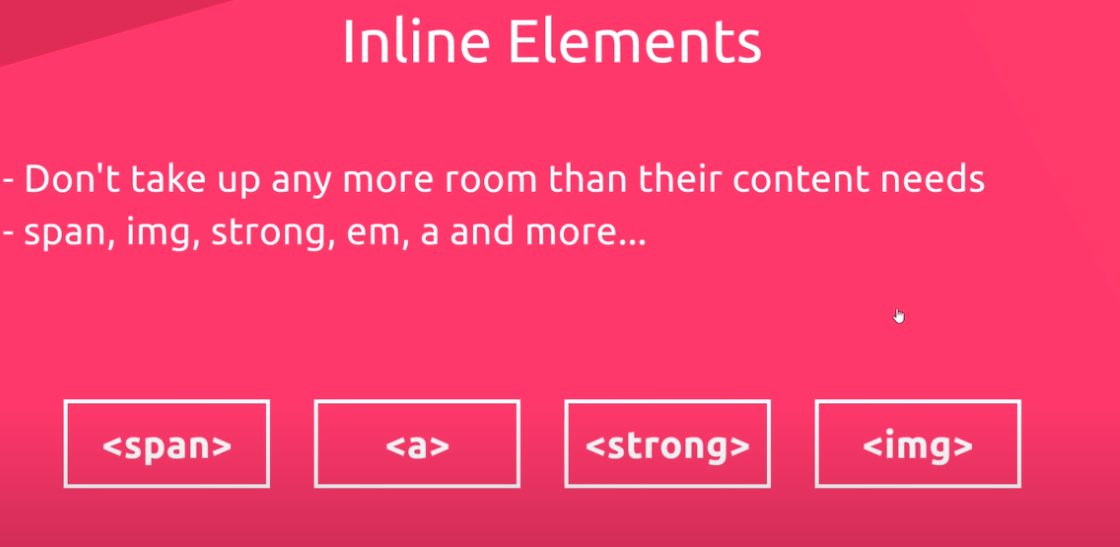 Inline Elements
- Don't take up any more room than their content needs
- span, img, strong, em, a and more...
<span> <a> <strong> <img>